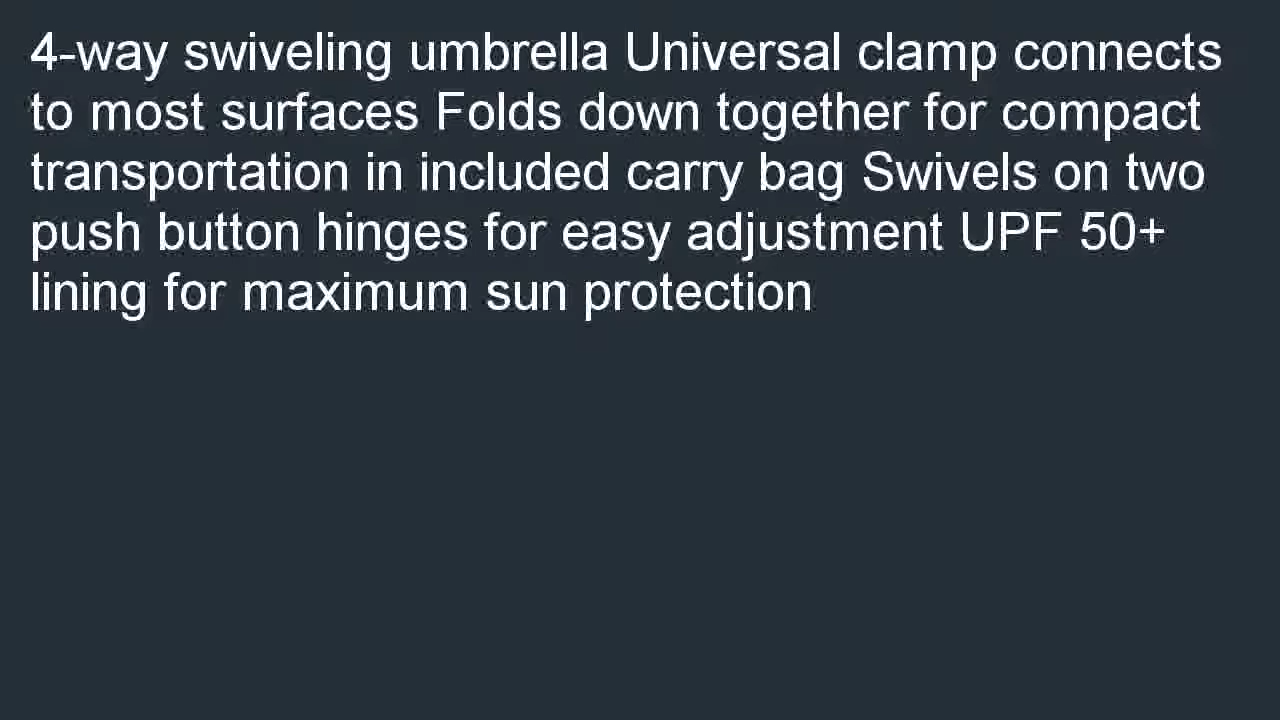 4-way swiveling umbrella Universal clamp connects
to most surfaces Folds down together for compact
transportation in included carry bag Swivels on two
push button hinges for easy adjustment UPF 50+
lining for maximum sun protection